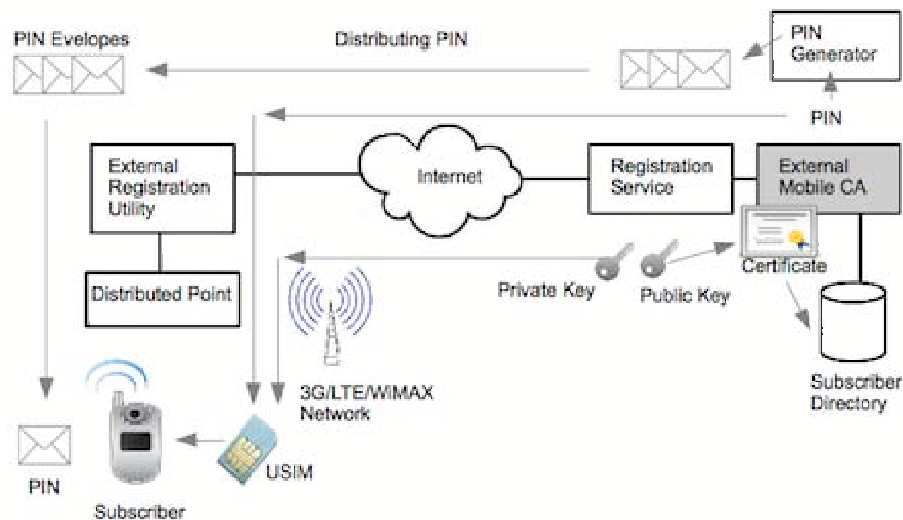 PIN Evelopes
Distributing PIN
PIN
Generator
PIN
External
Registration
Utility
Internet
Registration
Service
External
Mobile CA
Certificate
Distributed Point
Private Key
Public Key
3G/LTE/WiMAX
Network
Subscriber
Directory
USIM
PIN
Subscriber